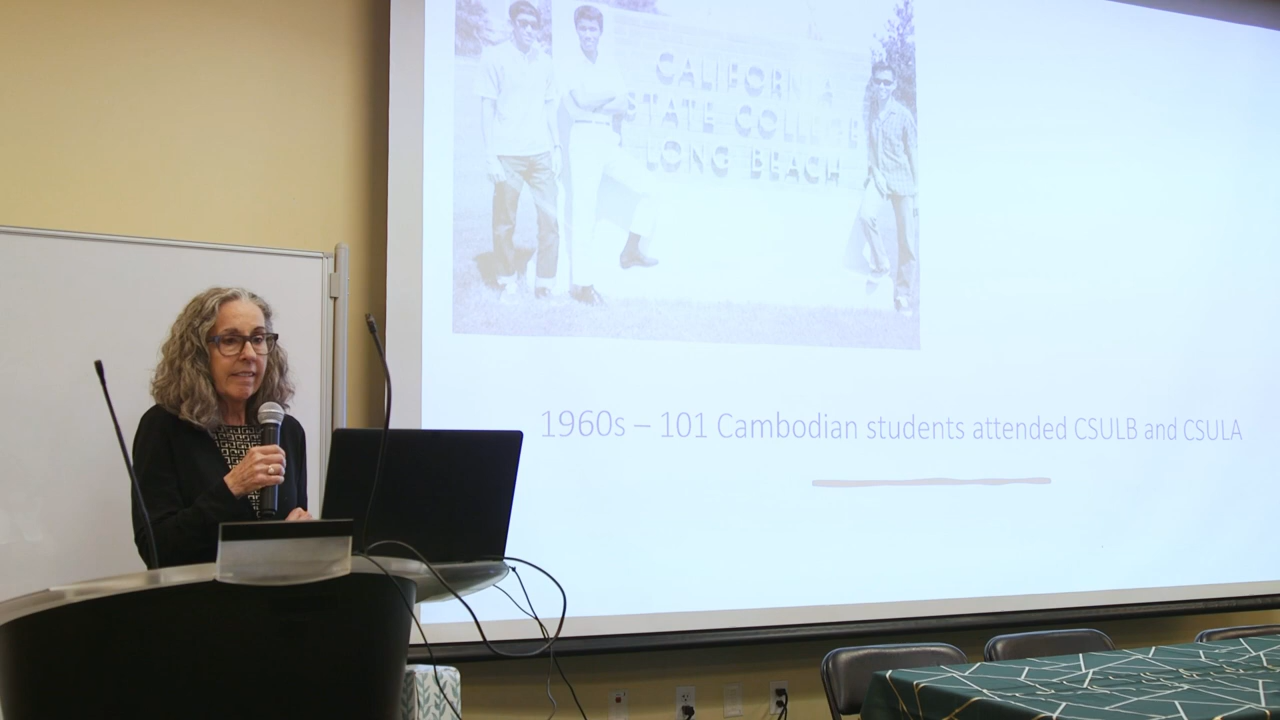 CALIFORNIA
STATE COLLEGE
LONG BEACH
1960s – 101 Cambodian students attended CSULB and CSULA